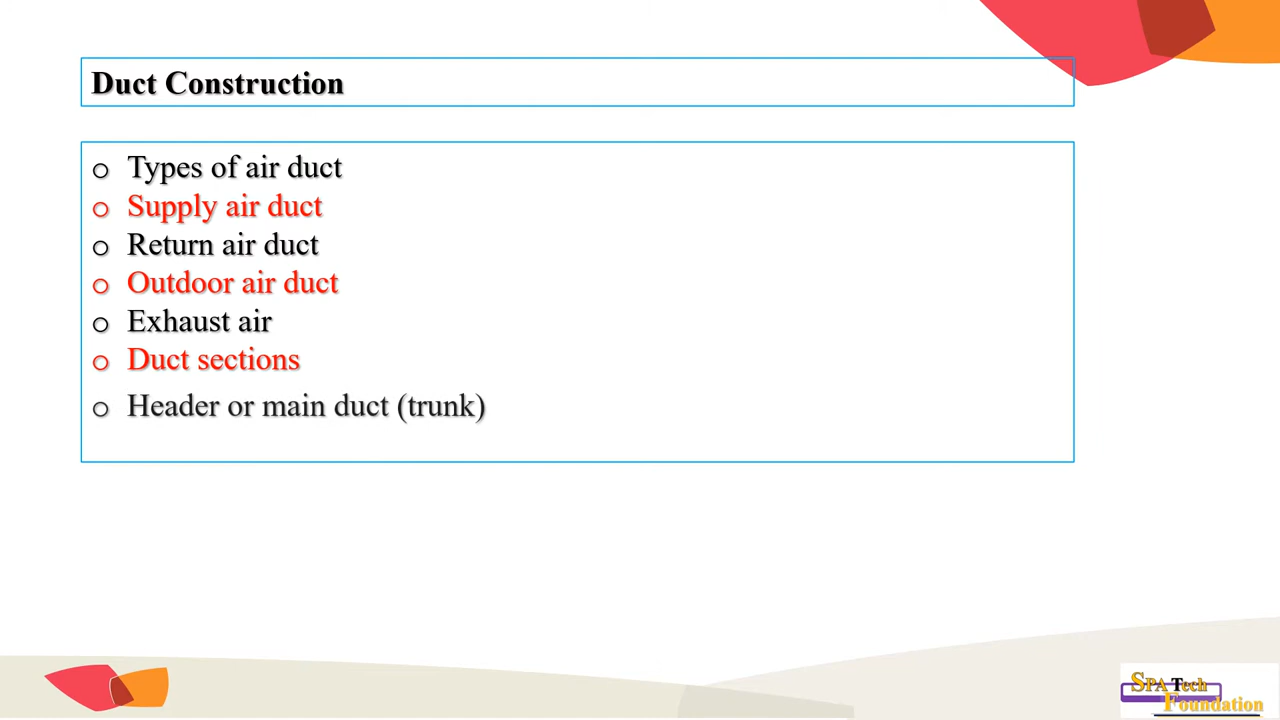 Duct Construction
o Types of air duct
o Supply air duct
o Return air duct
o Outdoor air duct
o Exhaust air
o Duct sections
o Header or main duct (trunk)
SPA Tech
Foundation